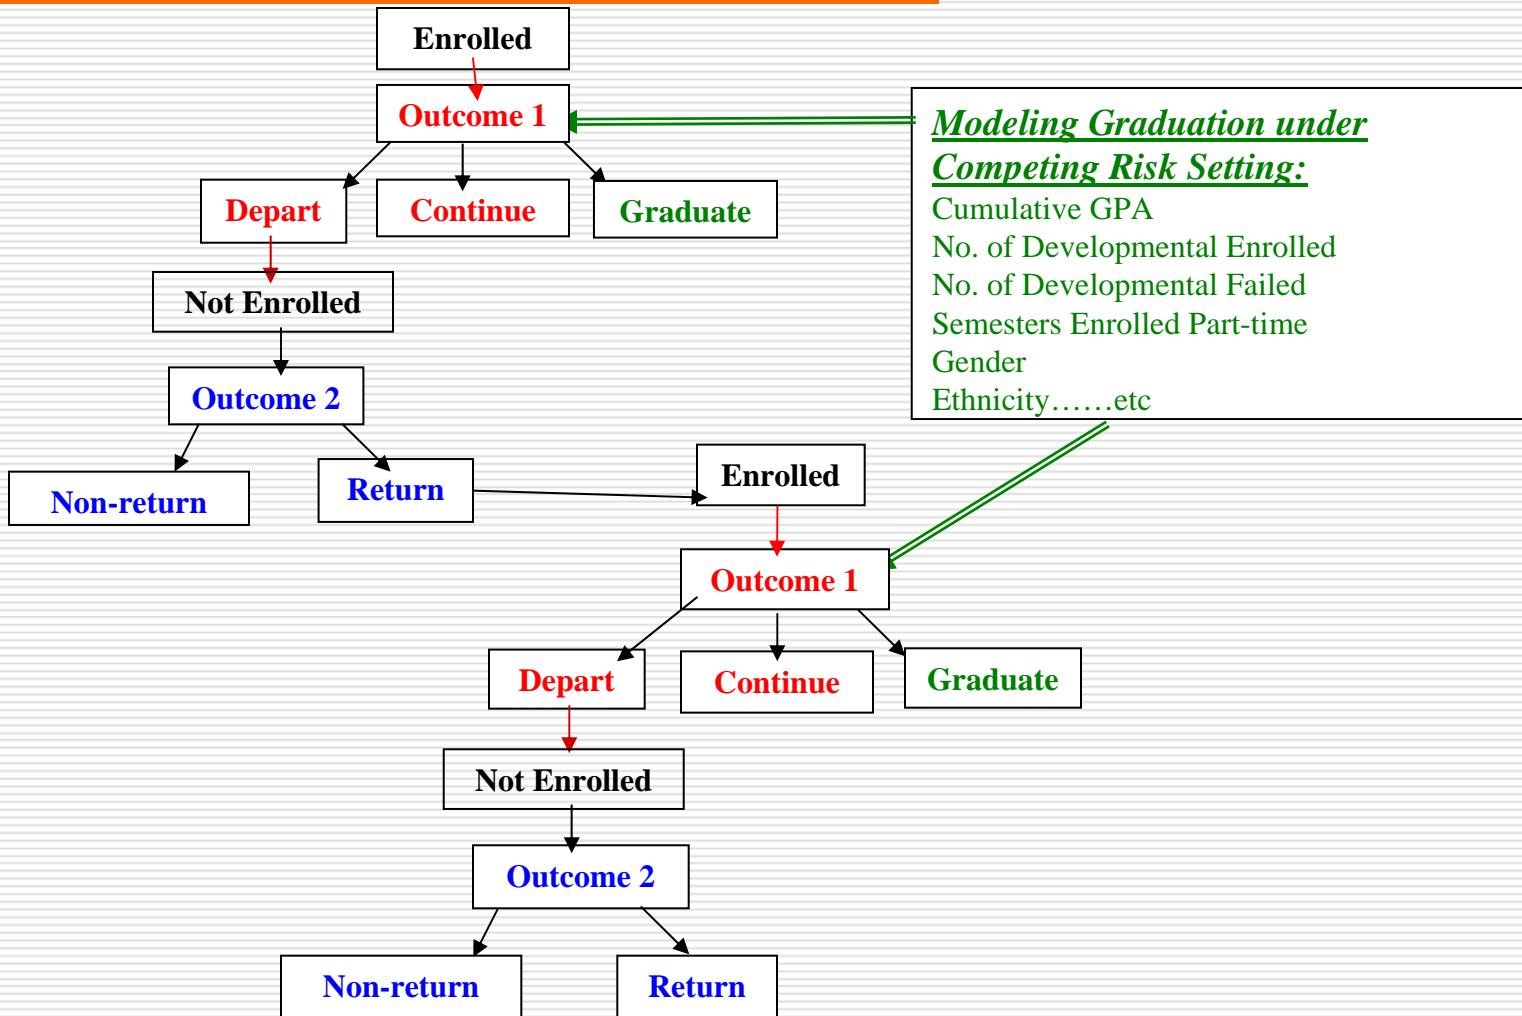 Enrolled
Outcome 1
Depart
Continue
Graduate
Not Enrolled
Outcome 2
Non-return
Return
Modeling Graduation under
Competing Risk Setting:
Cumulative GPA
No. of Developmental Enrolled
No. of Developmental Failed
Semesters Enrolled Part-time
Gender
Ethnicity……etc
Enrolled
Outcome 1
Depart
Continue
Graduate
Not Enrolled
Outcome 2
Non-return
Return